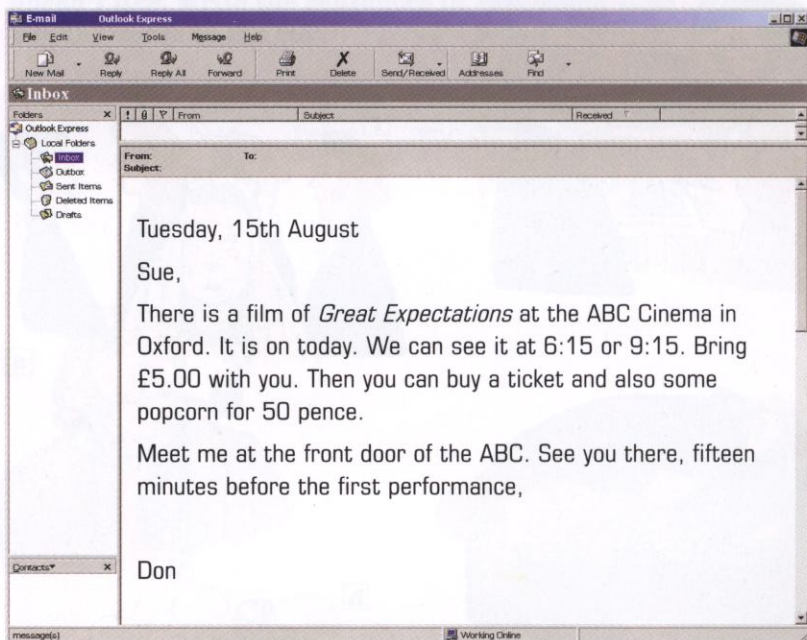 E-mail Outlook Express
File Edit View Tools Message Help
New Mail Reply Reply All Forward Print Delete Send/Received Addresses Find
Inbox
Folders
! From Subject Received
Outlook Express
Local Folders
Inbox
Outbox
Sent Items
Deleted Items
Drafts
From: To:
Subject:
Tuesday, 15th August
Sue,
There is a film of Great Expectations at the ABC Cinema in
Oxford. It is on today. We can see it at 6:15 or 9:15. Bring
£5.00 with you. Then you can buy a ticket and also some
popcorn for 50 pence.
Meet me at the front door of the ABC. See you there, fifteen
minutes before the first performance,
Don
Contacts
message(s) Working Online